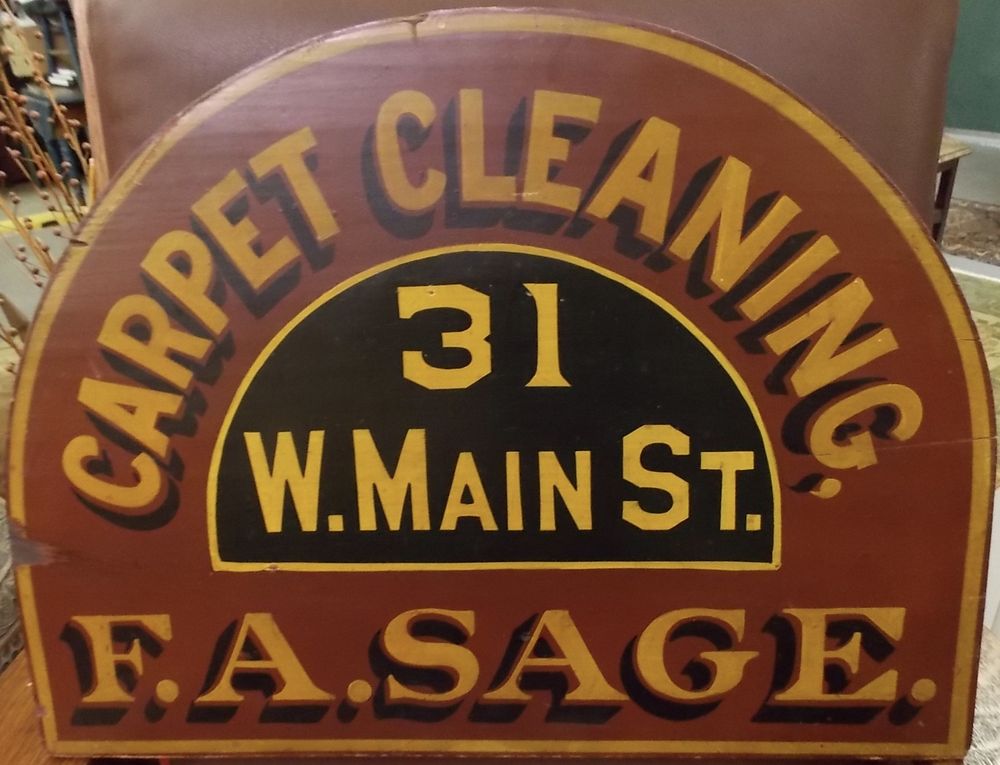 CARPET CLEANING,
31
W. MAIN ST.
F. A. SAGE.